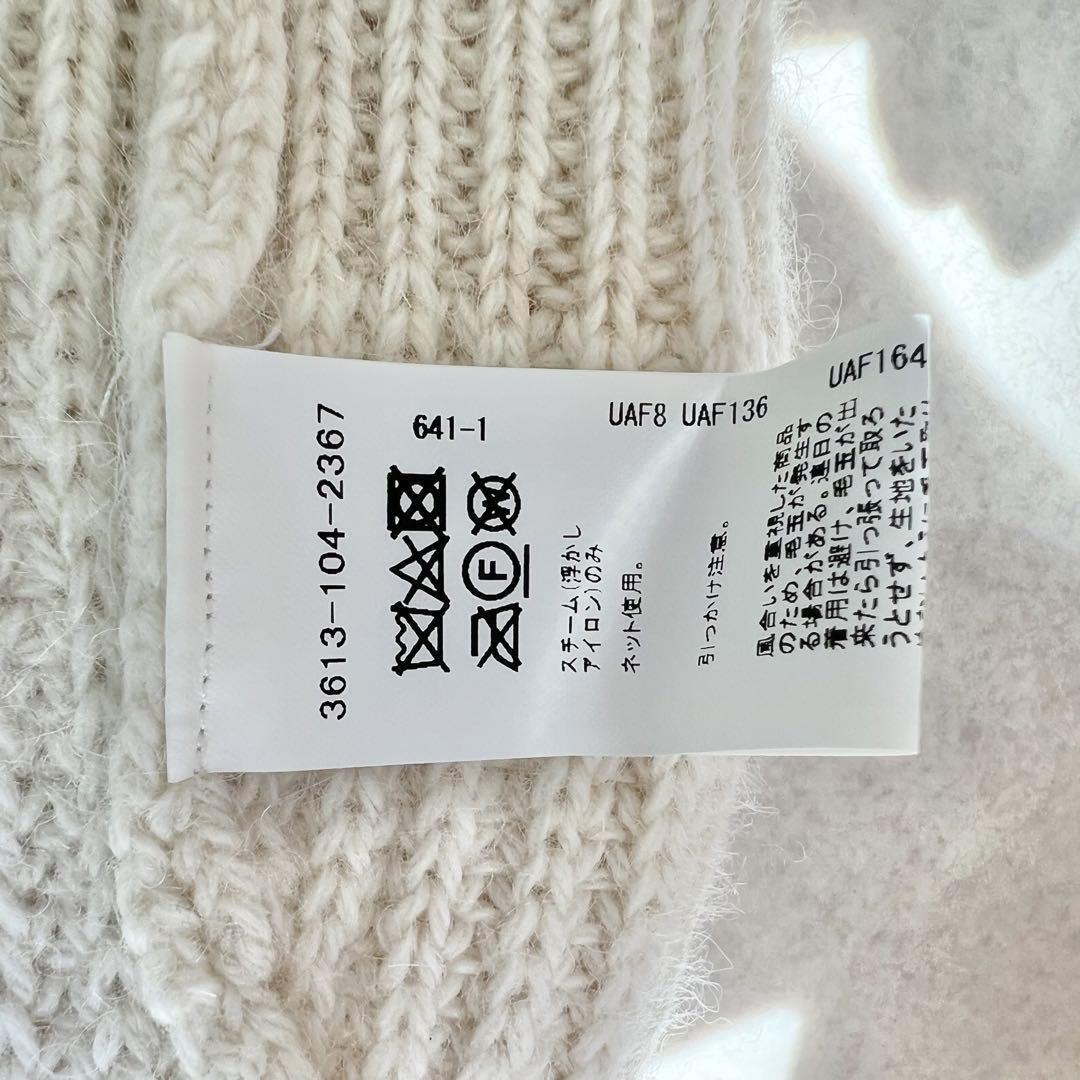 3613-104-2367
641-1
W
F
スチーム(浮かし
アイロン)のみ
ネット使用。
UAF8 UAF136
引つかけ注意。
UAF164
風合いを重視した商品
のため、毛玉が発生す
る場合がある。連日の
着用は避け、毛玉が出
来たら引っ張って取ろ
うとせず、生地をいた